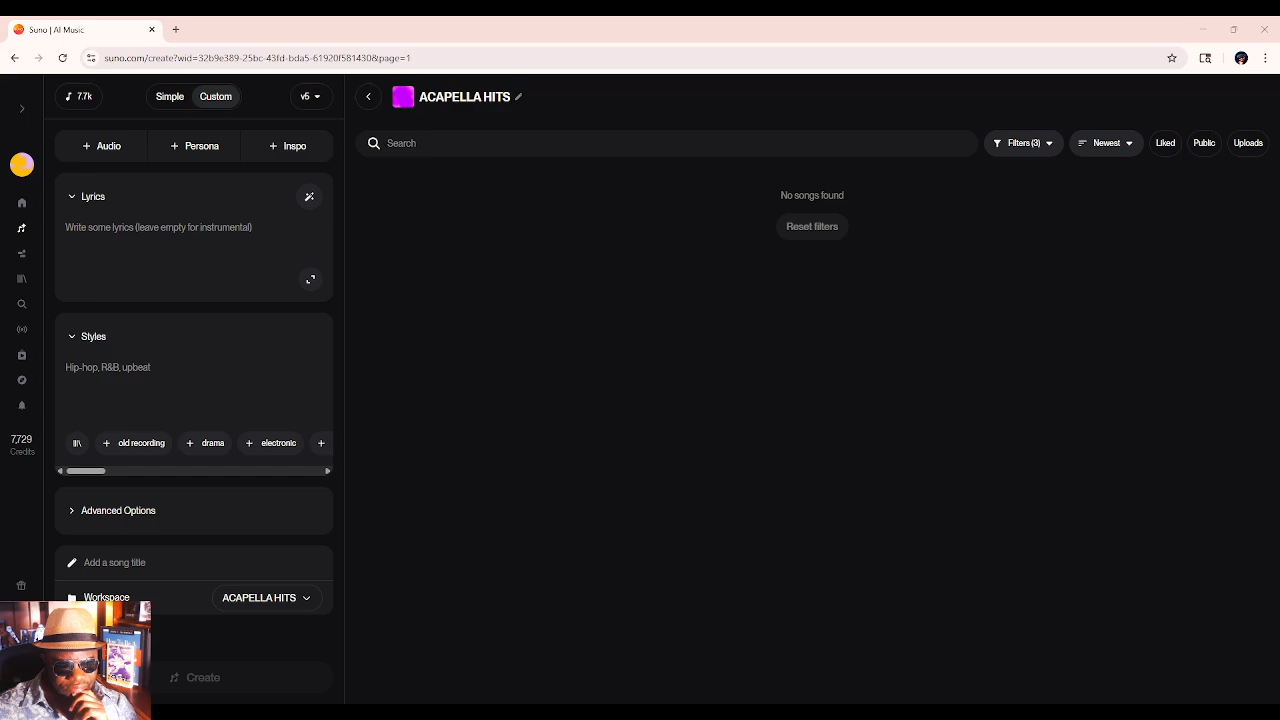 Suno | AI Music
suno.com/create?wid=32b9e389-25bc-43fd-bda5-61920f581430&page=1
7.7k
Simple
Custom
v5
ACAPELLA HITS
+ Audio
+ Persona
+ Inspo
Search
Filters (3)
Newest
Liked
Public
Uploads
Lyrics
Write some lyrics (leave empty for instrumental)
No songs found
Reset filters
Styles
Hip-hop, R&B, upbeat
+ old recording
+ drama
+ electronic
+
7,729
Credits
Advanced Options
Add a song title
Workspace
ACAPELLA HITS
Create